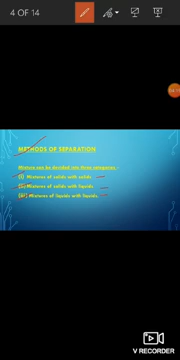 4 OF 14
METHODS OF SEPARATION
Mixture can be divided into three categories -
(i) Mixtures of solids with solids
(ii) Mixtures of solids with liquids
(iii) Mixtures of liquids with liquids
V RECORDER